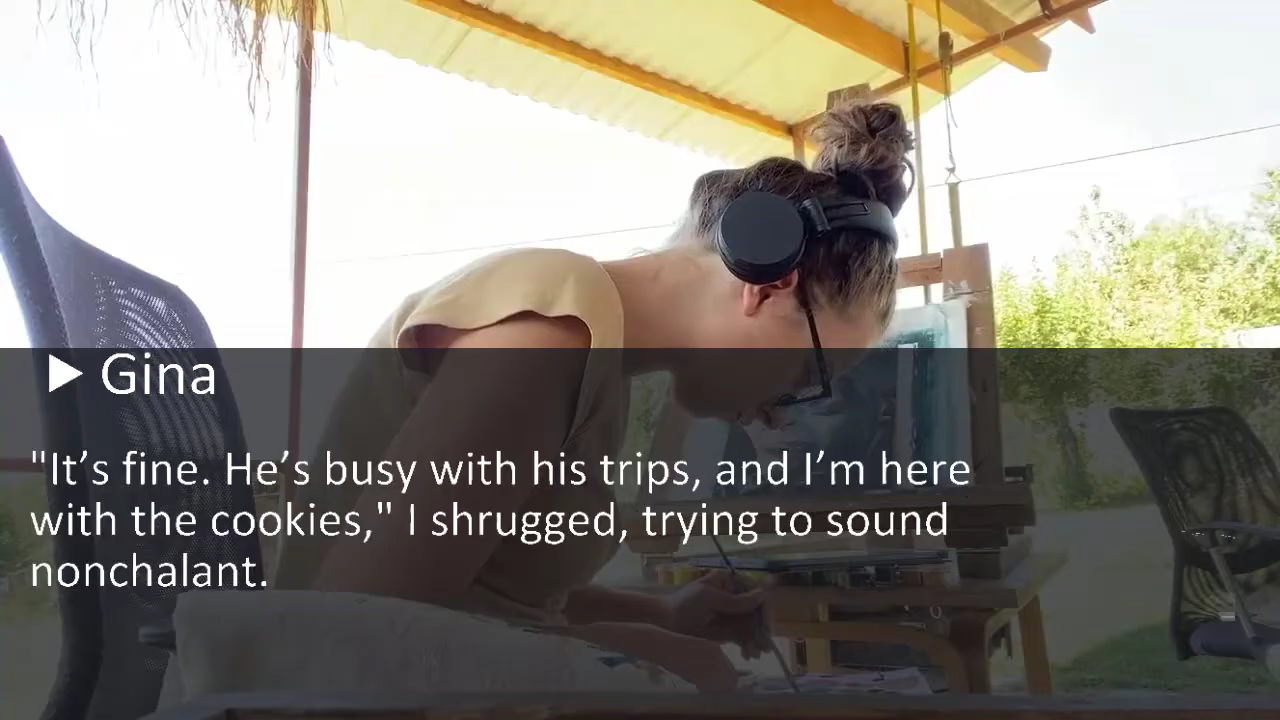 ▶ Gina
"It’s fine. He’s busy with his trips, and I’m here
with the cookies," I shrugged, trying to sound
nonchalant.